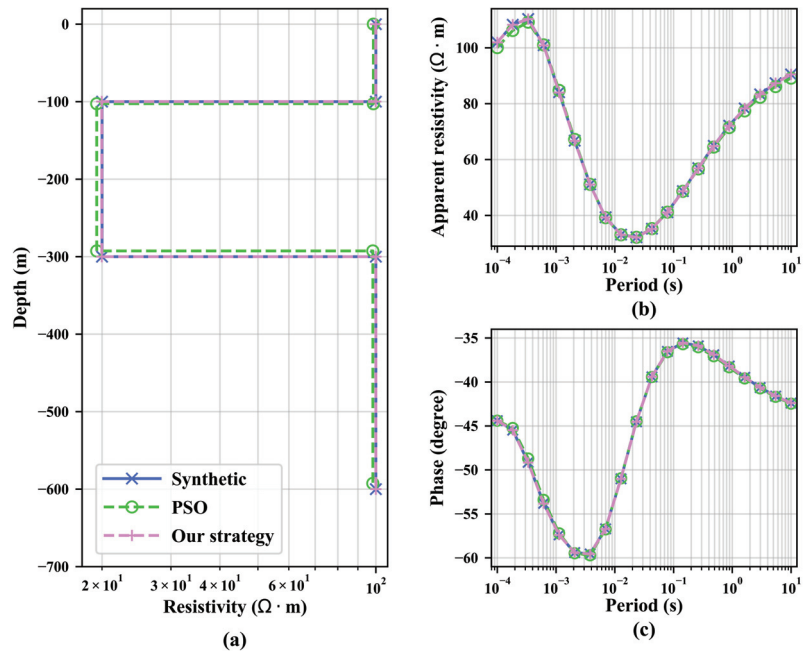 0
−100
−200
−300
−400
−500
−600
−700
Depth (m)
Synthetic
PSO
Our strategy
2 × 10¹
3 × 10¹
4 × 10¹
6 × 10¹
10²
Resistivity (Ω · m)
(a)
100
80
60
40
Apparent resistivity (Ω · m)
10⁻⁴
10⁻³
10⁻²
10⁻¹
10⁰
10¹
Period (s)
(b)
−35
−40
−45
−50
−55
−60
Phase (degree)
10⁻⁴
10⁻³
10⁻²
10⁻¹
10⁰
10¹
Period (s)
(c)